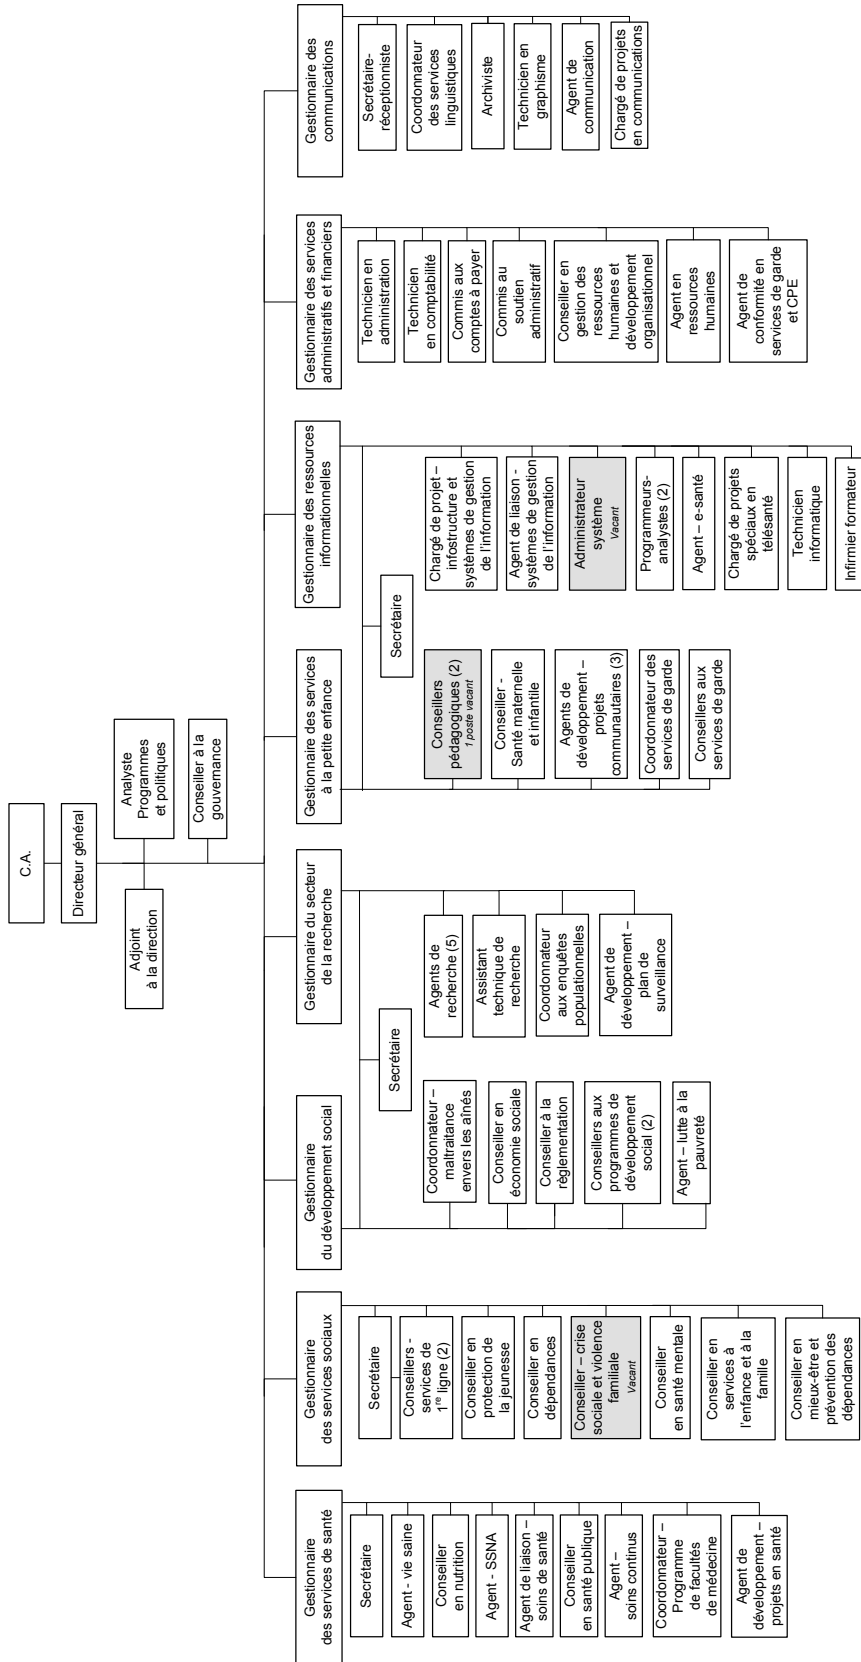 C.A.
Directeur général
Adjoint
à la direction
Analyste
Programmes
et politiques
Conseiller à la
gouvernance
Gestionnaire
des services de santé
Secrétaire
Agent - vie saine
Conseiller
en nutrition
Agent - SSNA
Agent de liaison –
soins de santé
Conseiller
en santé publique
Agent –
soins continus
Coordonnateur –
Programme
de facultés
de médecine
Agent de
développement –
projets en santé
Gestionnaire
des services sociaux
Secrétaire
Conseillers -
services de
1re ligne (2)
Conseiller en
protection de
la jeunesse
Conseiller en
dépendances
Conseiller – crise
sociale et violence
familiale
Vacant
Conseiller
en santé mentale
Conseiller en
services à
l'enfance et à la
famille
Conseiller en
mieux-être et
prévention des
dépendances
Gestionnaire
du développement social
Secrétaire
Coordonnateur –
maltraitance
envers les aînés
Conseiller en
économie sociale
Conseiller à la
règlementation
Conseillers aux
programmes de
développement
social (2)
Agent – lutte à la
pauvreté
Gestionnaire du secteur
de la recherche
Agents de
recherche (5)
Assistant
technique de
recherche
Coordonnateur
aux enquêtes
populationnelles
Agent de
développement –
plan de
surveillance
Gestionnaire des services
à la petite enfance
Secrétaire
Conseillers
pédagogiques (2)
1 poste vacant
Conseiller -
Santé maternelle
et infantile
Agents de
développement –
projets
communautaires (3)
Coordonnateur des
services de garde
Conseillers aux
services de garde
Gestionnaire des ressources
informationnelles
Chargé de projet –
infostructure et
systèmes de gestion
de l'information
Agent de liaison -
systèmes de gestion
de l'information
Administrateur
système
Vacant
Programmeurs-
analystes (2)
Agent – e-santé
Chargé de projets
spéciaux en
télésanté
Technicien
informatique
Infirmier formateur
Gestionnaire des services
administratifs et financiers
Technicien en
administration
Technicien
en comptabilité
Commis aux
comptes à payer
Commis au
soutien
administratif
Conseiller en
gestion des
ressources
humaines et
développement
organisationnel
Agent en
ressources
humaines
Agent de
conformité en
services de garde
et CPE
Gestionnaire des
communications
Secrétaire-
réceptionniste
Coordonnateur
des services
linguistiques
Archiviste
Technicien en
graphisme
Agent de
communication
Chargé de projets
en communications